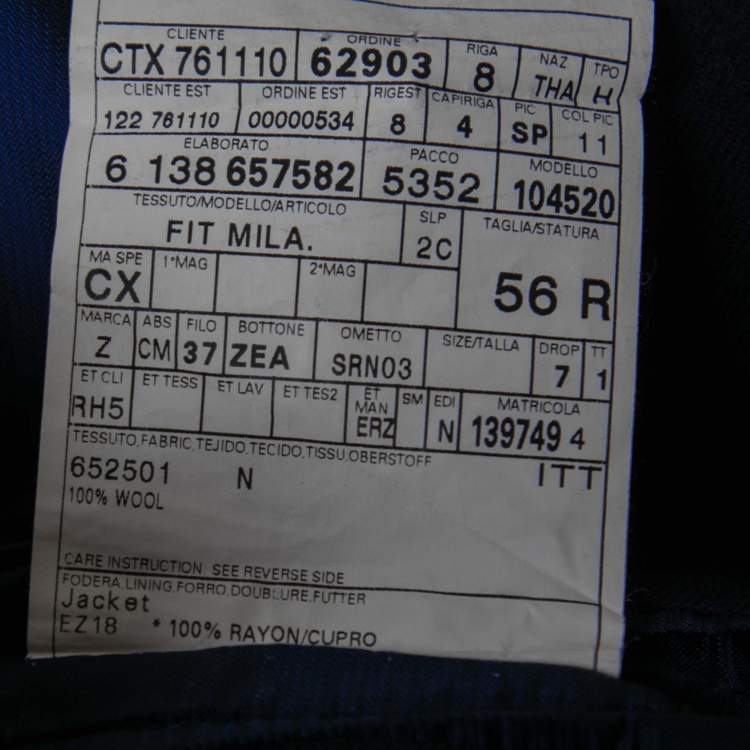 CLIENTE ORDINE RIGA NAZ TPO
CTX 761110 62903 8 THA H
CLIENTE EST ORDINE EST RIGEST CAPIRIGA PIC COL PIC
122 761110 00000534 8 4 SP 11
ELABORATO PACCO MODELLO
6 138 657582 5352 104520
TESSUTO/MODELLO/ARTICOLO SLP TAGLIA/STATURA
FIT MILA. 2C 56 R
MA SPE 1*MAG 2*MAG
CX
MARCA ABS FILO BOTTONE OMETTO SIZE/TALLA DROP TT
Z CM 37 ZEA SRN03 7 1
ET CLI ET TESS ET LAV ET TES2 ET MAN SM EDI MATRICOLA
RH5 ERZ N 139749 4
TESSUTO,FABRIC,TEJIDO,TECIDO,TISSU,OBERSTOFF
652501 N ITT
100% WOOL
CARE INSTRUCTION: SEE REVERSE SIDE
FODERA,LINING,FORRO,DOUBLURE,FUTTER
Jacket
EZ18 * 100% RAYON/CUPRO